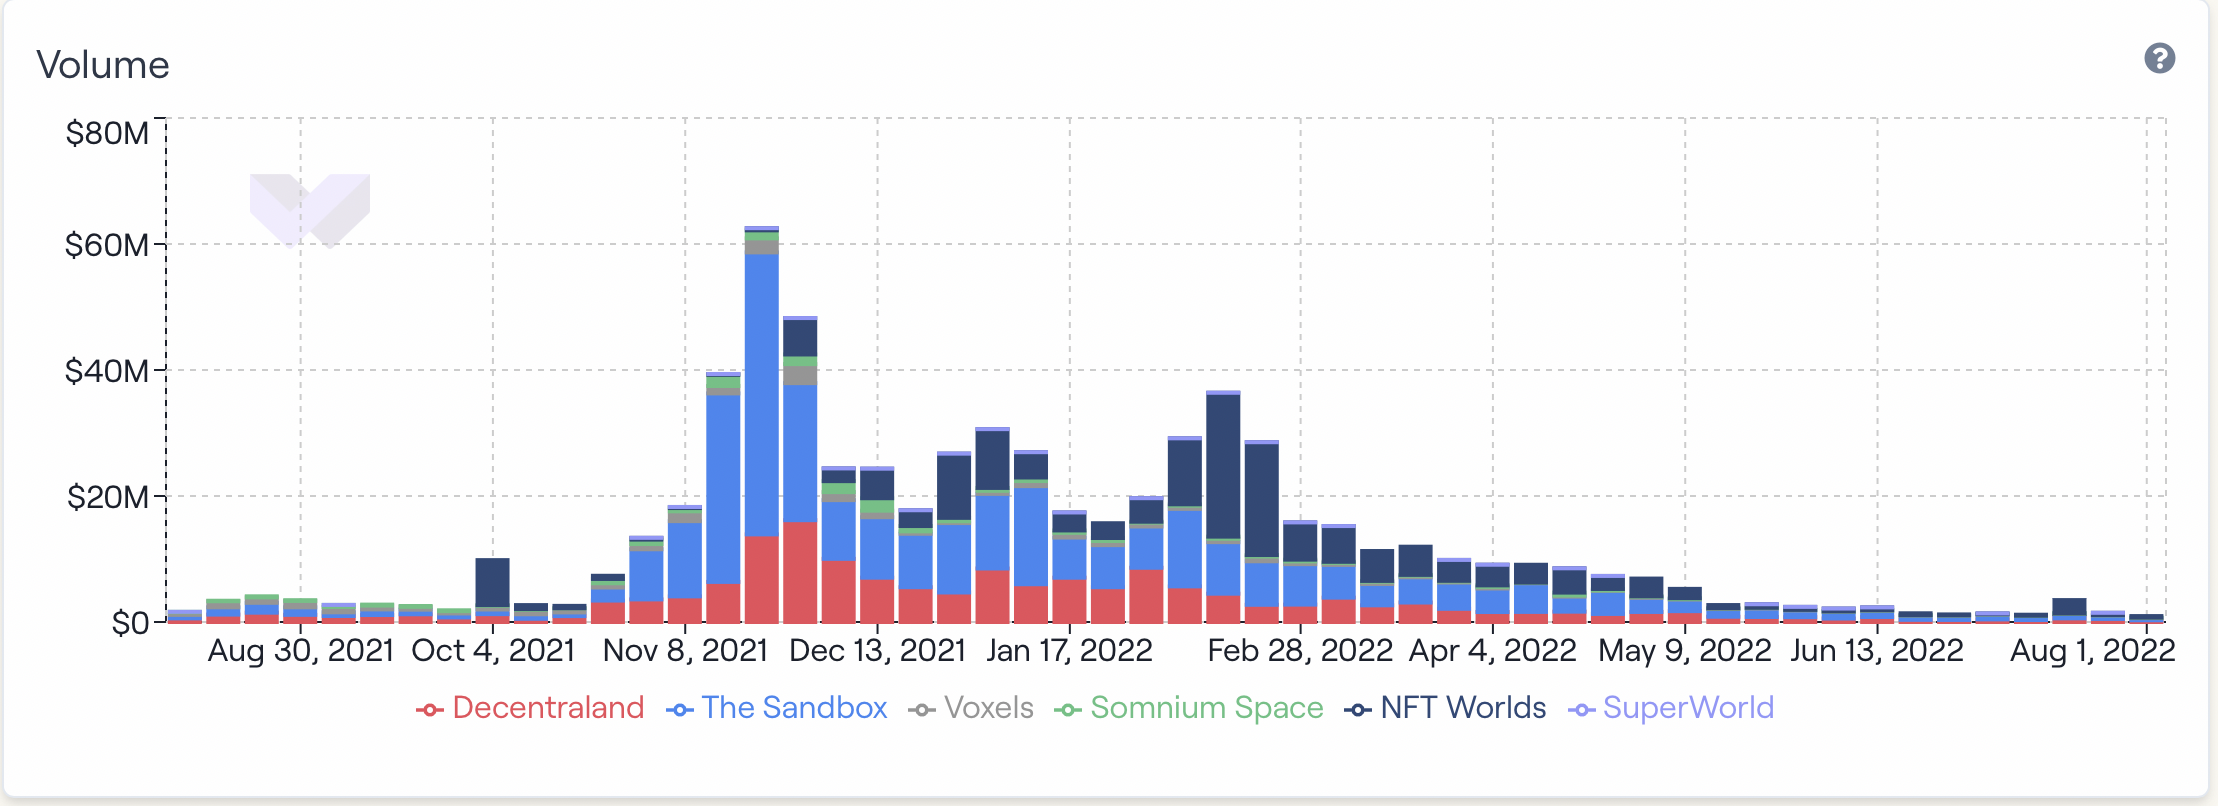 Volume
?
$80M
$60M
$40M
$20M
$0
Aug 30, 2021 Oct 4, 2021 Nov 8, 2021 Dec 13, 2021 Jan 17, 2022 Feb 28, 2022 Apr 4, 2022 May 9, 2022 Jun 13, 2022 Aug 1, 2022
Decentraland The Sandbox Voxels Somnium Space NFT Worlds SuperWorld